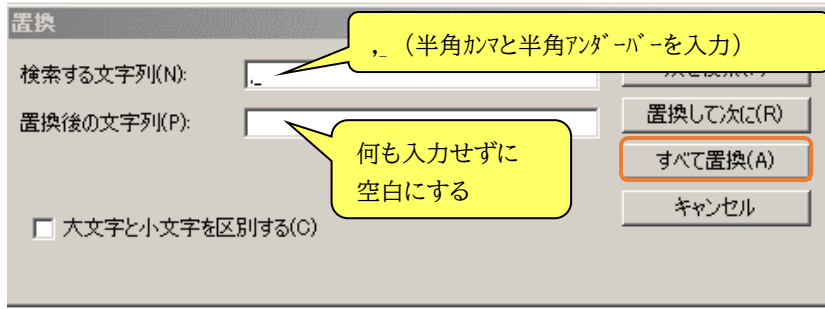 置換
,_ （半角ｶﾝﾏと半角ｱﾝﾀﾞｰﾊﾞｰを入力）
検索する文字列(N):
,_
置換後の文字列(P):
置換して次に(R)
何も入力せずに
空白にする
すべて置換(A)
キャンセル
大文字と小文字を区別する(C)